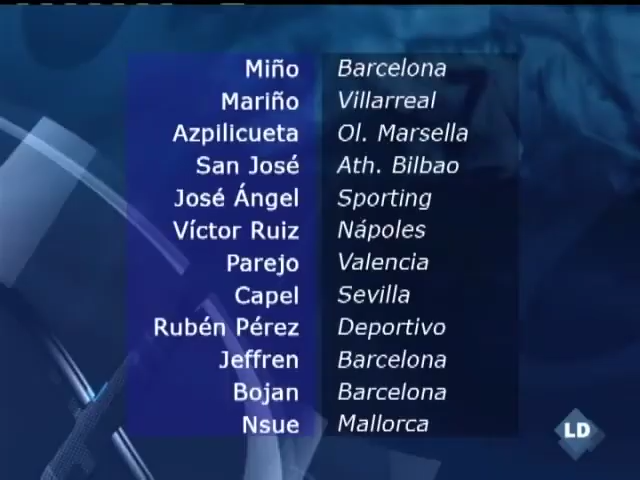 Miño Barcelona
Mariño Villarreal
Azpilicueta Ol. Marsella
San José Ath. Bilbao
José Ángel Sporting
Víctor Ruiz Nápoles
Parejo Valencia
Capel Sevilla
Rubén Pérez Deportivo
Jeffren Barcelona
Bojan Barcelona
Nsue Mallorca
LD